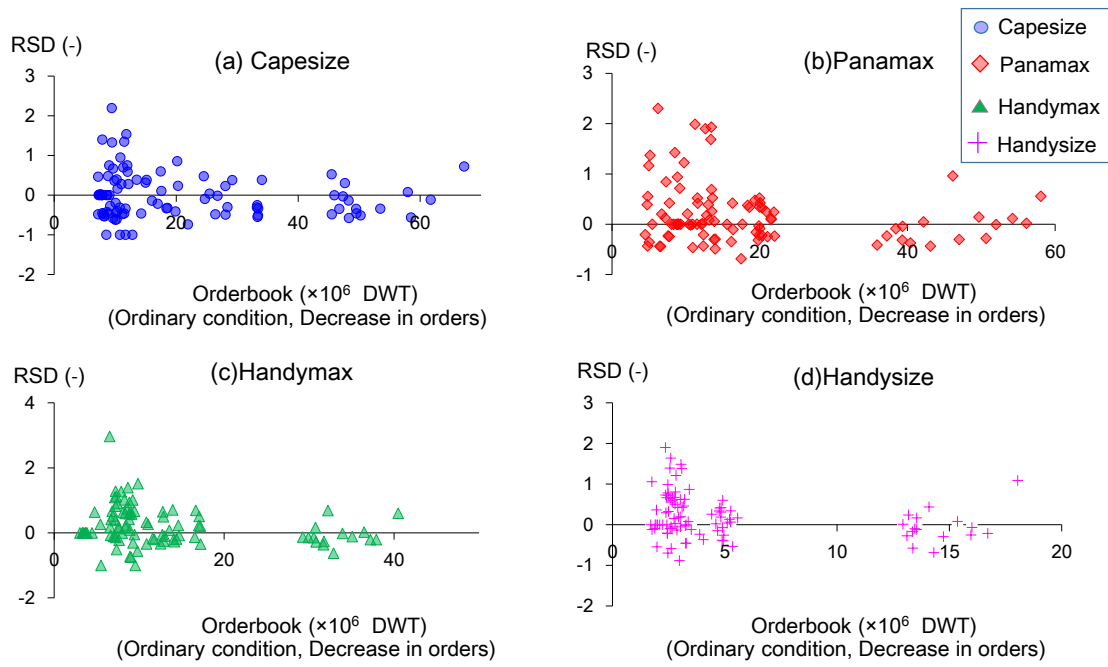 RSD (-)
(a) Capesize
3
2
1
0
-1
-2
0
20
40
60
Orderbook (×10⁶ DWT)
(Ordinary condition, Decrease in orders)
RSD (-)
(b)Panamax
3
2
1
0
-1
0
20
40
60
Orderbook (×10⁶ DWT)
(Ordinary condition, Decrease in orders)
Capesize
Panamax
Handymax
Handysize
RSD (-)
(c)Handymax
4
2
0
-2
0
20
40
Orderbook (×10⁶ DWT)
(Ordinary condition, Decrease in orders)
RSD (-)
(d)Handysize
3
2
1
0
-1
-2
0
5
10
15
20
Orderbook (×10⁶ DWT)
(Ordinary condition, Decrease in orders)